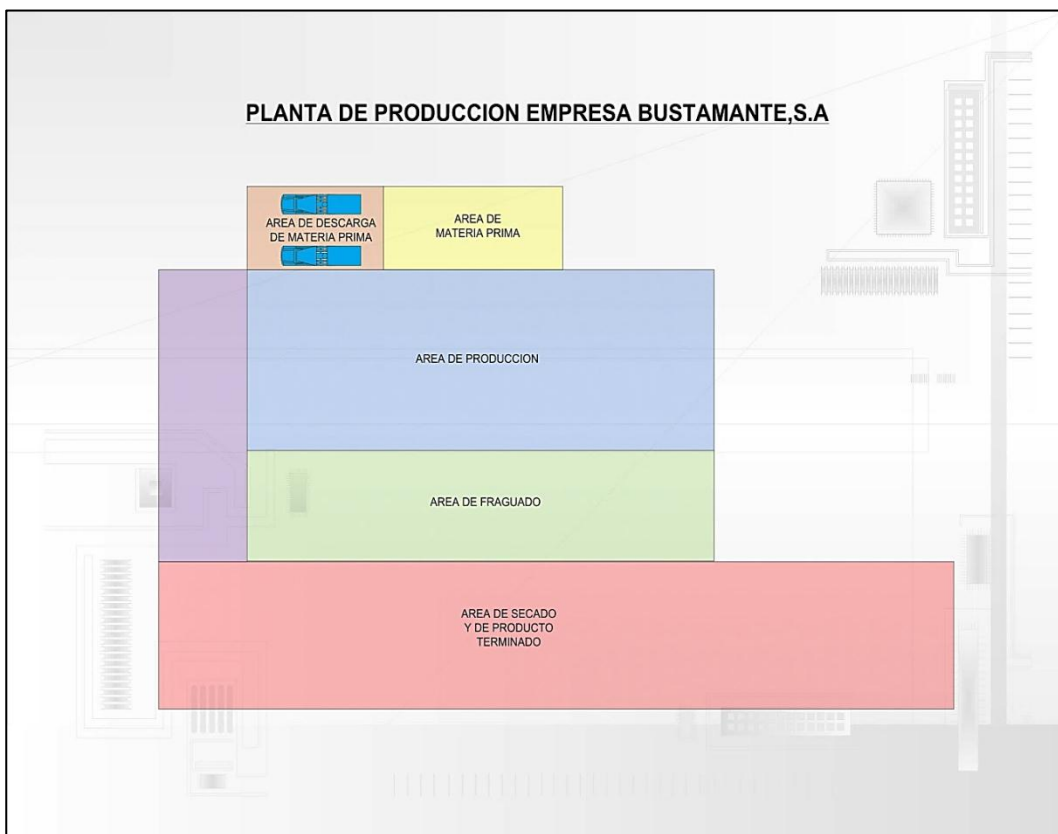 PLANTA DE PRODUCCION EMPRESA BUSTAMANTE,S.A
AREA DE DESCARGA
DE MATERIA PRIMA
AREA DE
MATERIA PRIMA
AREA DE PRODUCCION
AREA DE FRAGUADO
AREA DE SECADO
Y DE PRODUCTO
TERMINADO